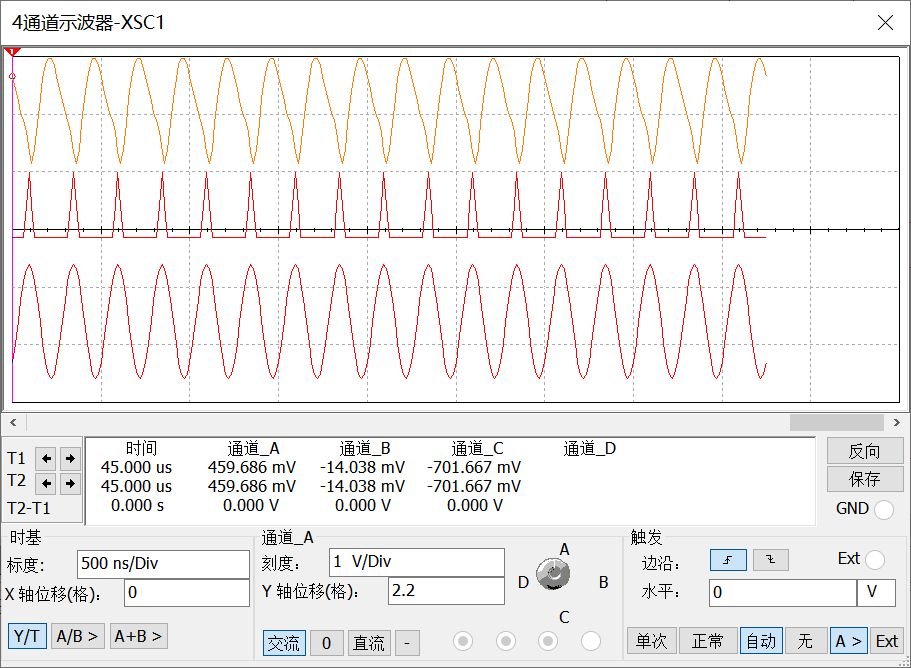 4通道示波器-XSC1
1
T1
T2
T2-T1
时间 通道_A 通道_B 通道_C 通道_D
45.000 us 459.686 mV -14.038 mV -701.667 mV
45.000 us 459.686 mV -14.038 mV -701.667 mV
0.000 s 0.000 V 0.000 V 0.000 V
反向
保存
GND
时基
标度: 500 ns/Div
X 轴位移(格): 0
Y/T A/B > A+B >
通道_A
刻度: 1 V/Div
Y 轴位移(格): 2.2
交流 0 直流 -
A
B
C
D
触发
边沿: Ext
水平: 0 V
单次 正常 自动 无 A > Ext